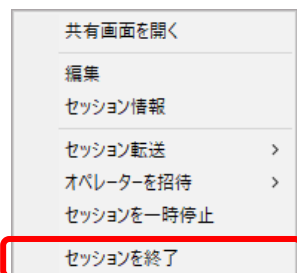 共有画面を開く
編集
セッション情報
セッション転送
オペレーターを招待
セッションを一時停止
セッションを終了